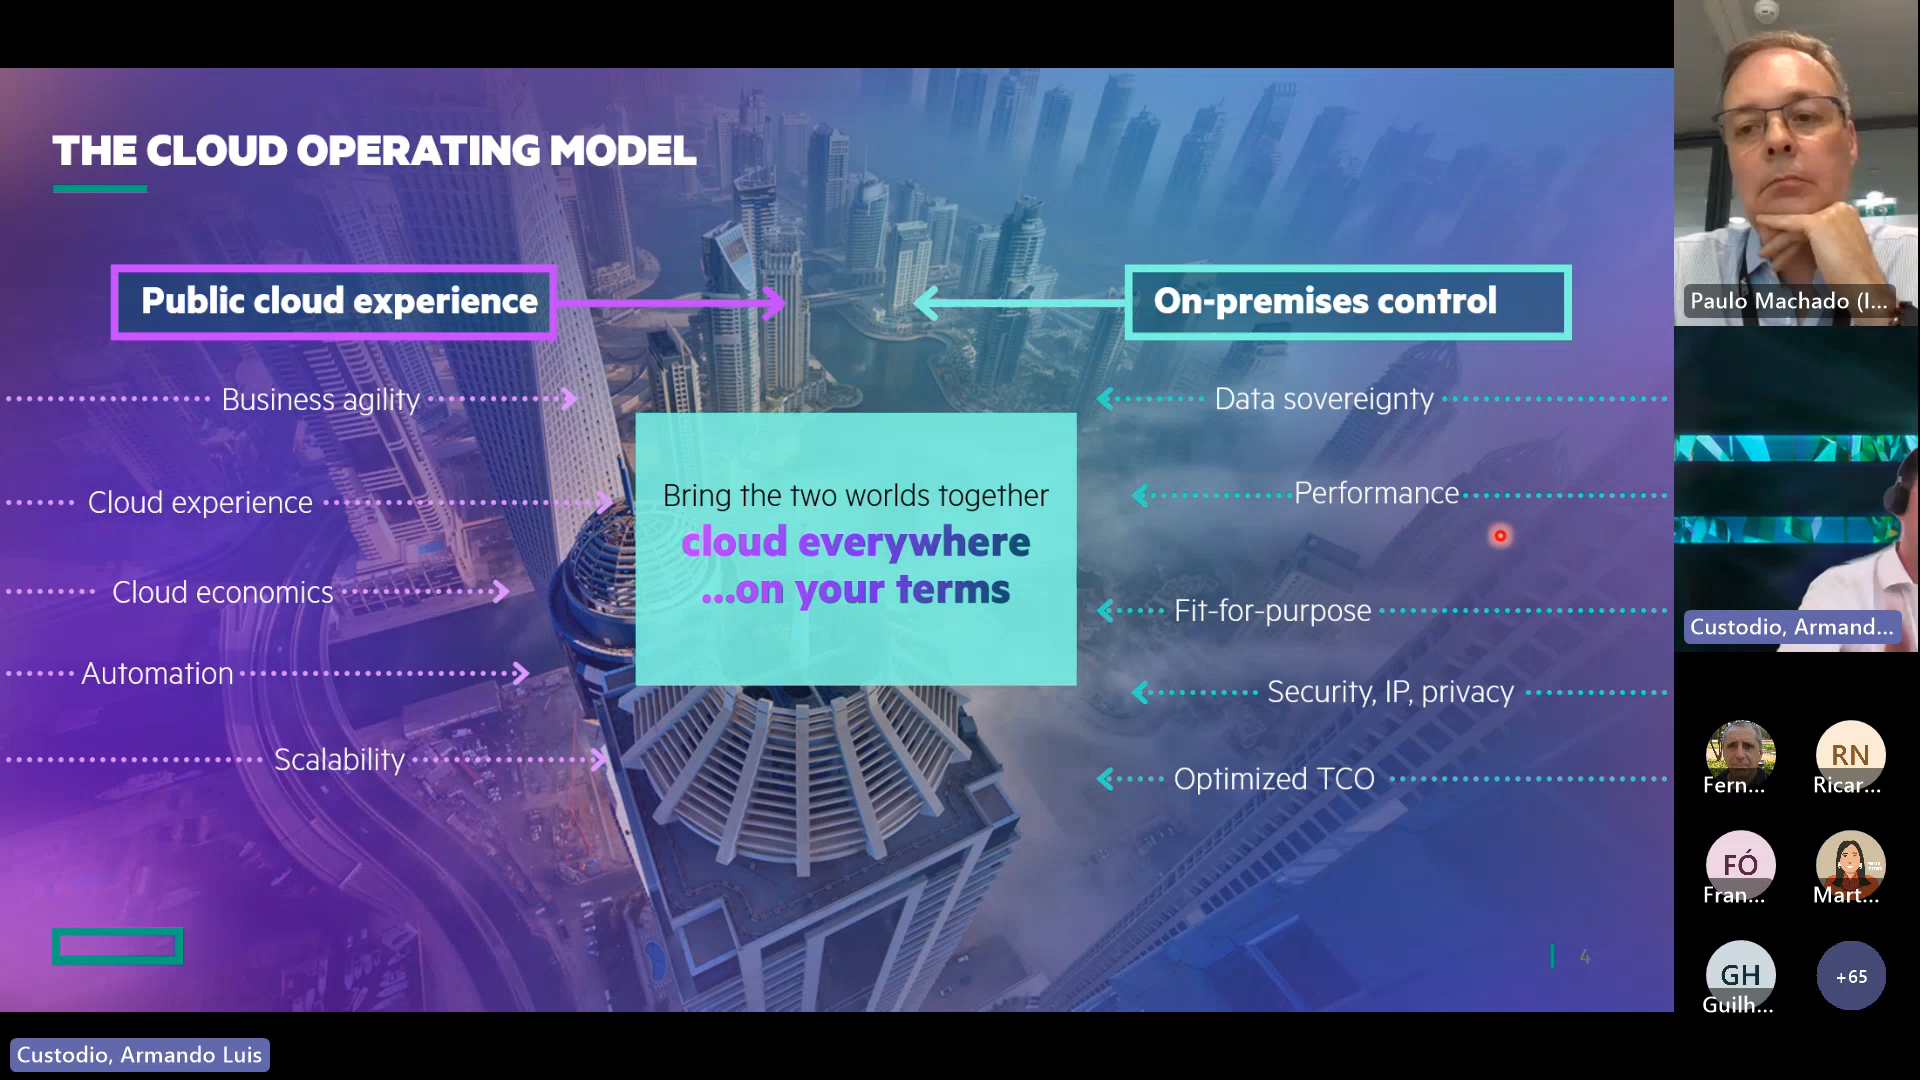 THE CLOUD OPERATING MODEL
Public cloud experience
On-premises control
Business agility
Cloud experience
Cloud economics
Automation
Scalability
Bring the two worlds together
cloud everywhere
...on your terms
Data sovereignty
Performance
Fit-for-purpose
Security, IP, privacy
Optimized TCO
4
Custodio, Armando Luis
Paulo Machado (I...
Custodio, Armand...
Fern...
RN
Ricar...
FÓ
Fran...
Mart...
GH
Guilh...
+65